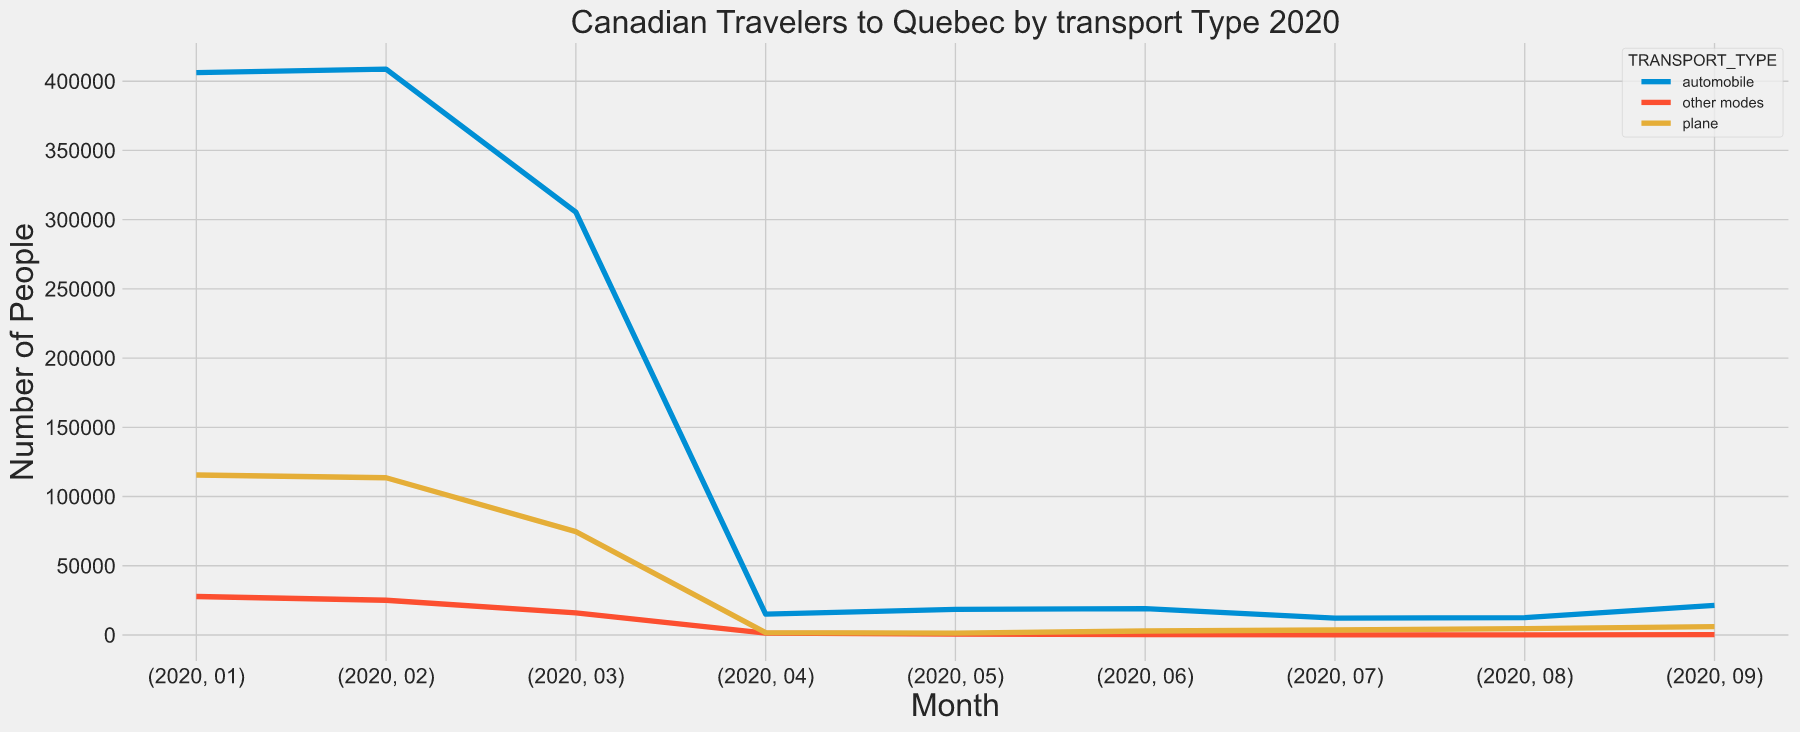 Canadian Travelers to Quebec by transport Type 2020
TRANSPORT_TYPE
automobile
other modes
plane
Number of People
400000
350000
300000
250000
200000
150000
100000
50000
0
(2020, 01) (2020, 02) (2020, 03) (2020, 04) (2020, 05) (2020, 06) (2020, 07) (2020, 08) (2020, 09)
Month